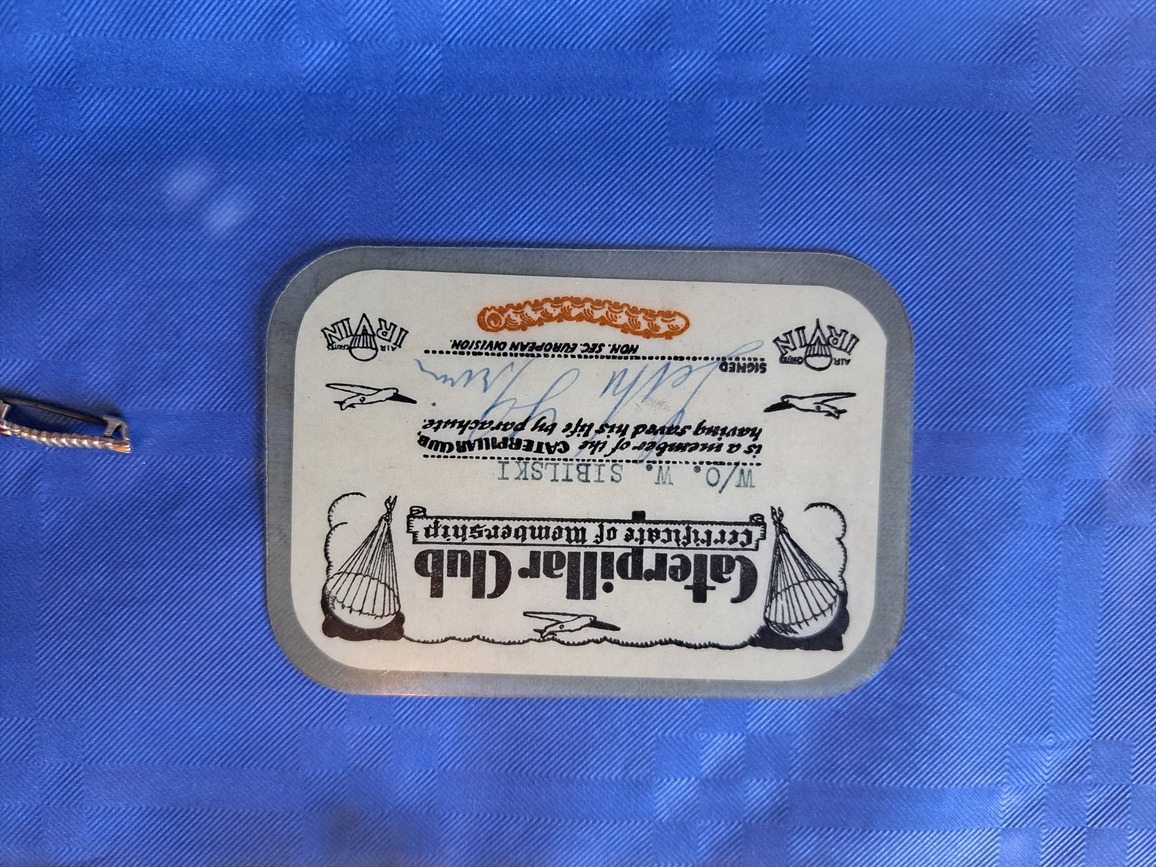 Caterpillar Club
Certificate of Membership
W/O. W. SIBILSKI
is a member of the CATERPILLAR CLUB,
having saved his life by parachute.
SIGNED
HON. SEC. EUROPEAN DIVISION.
IRVIN
AIR CHUTE
IRVIN
AIR CHUTE